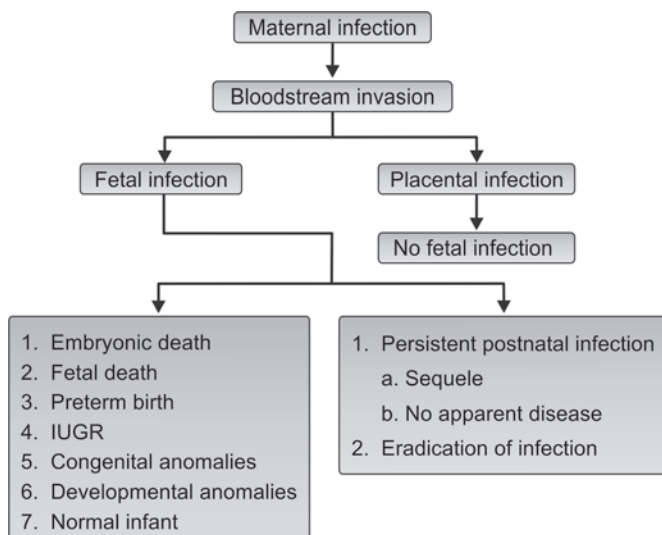 Maternal infection
Bloodstream invasion
Fetal infection
Placental infection
No fetal infection
1. Embryonic death
2. Fetal death
3. Preterm birth
4. IUGR
5. Congenital anomalies
6. Developmental anomalies
7. Normal infant
1. Persistent postnatal infection
a. Sequele
b. No apparent disease
2. Eradication of infection